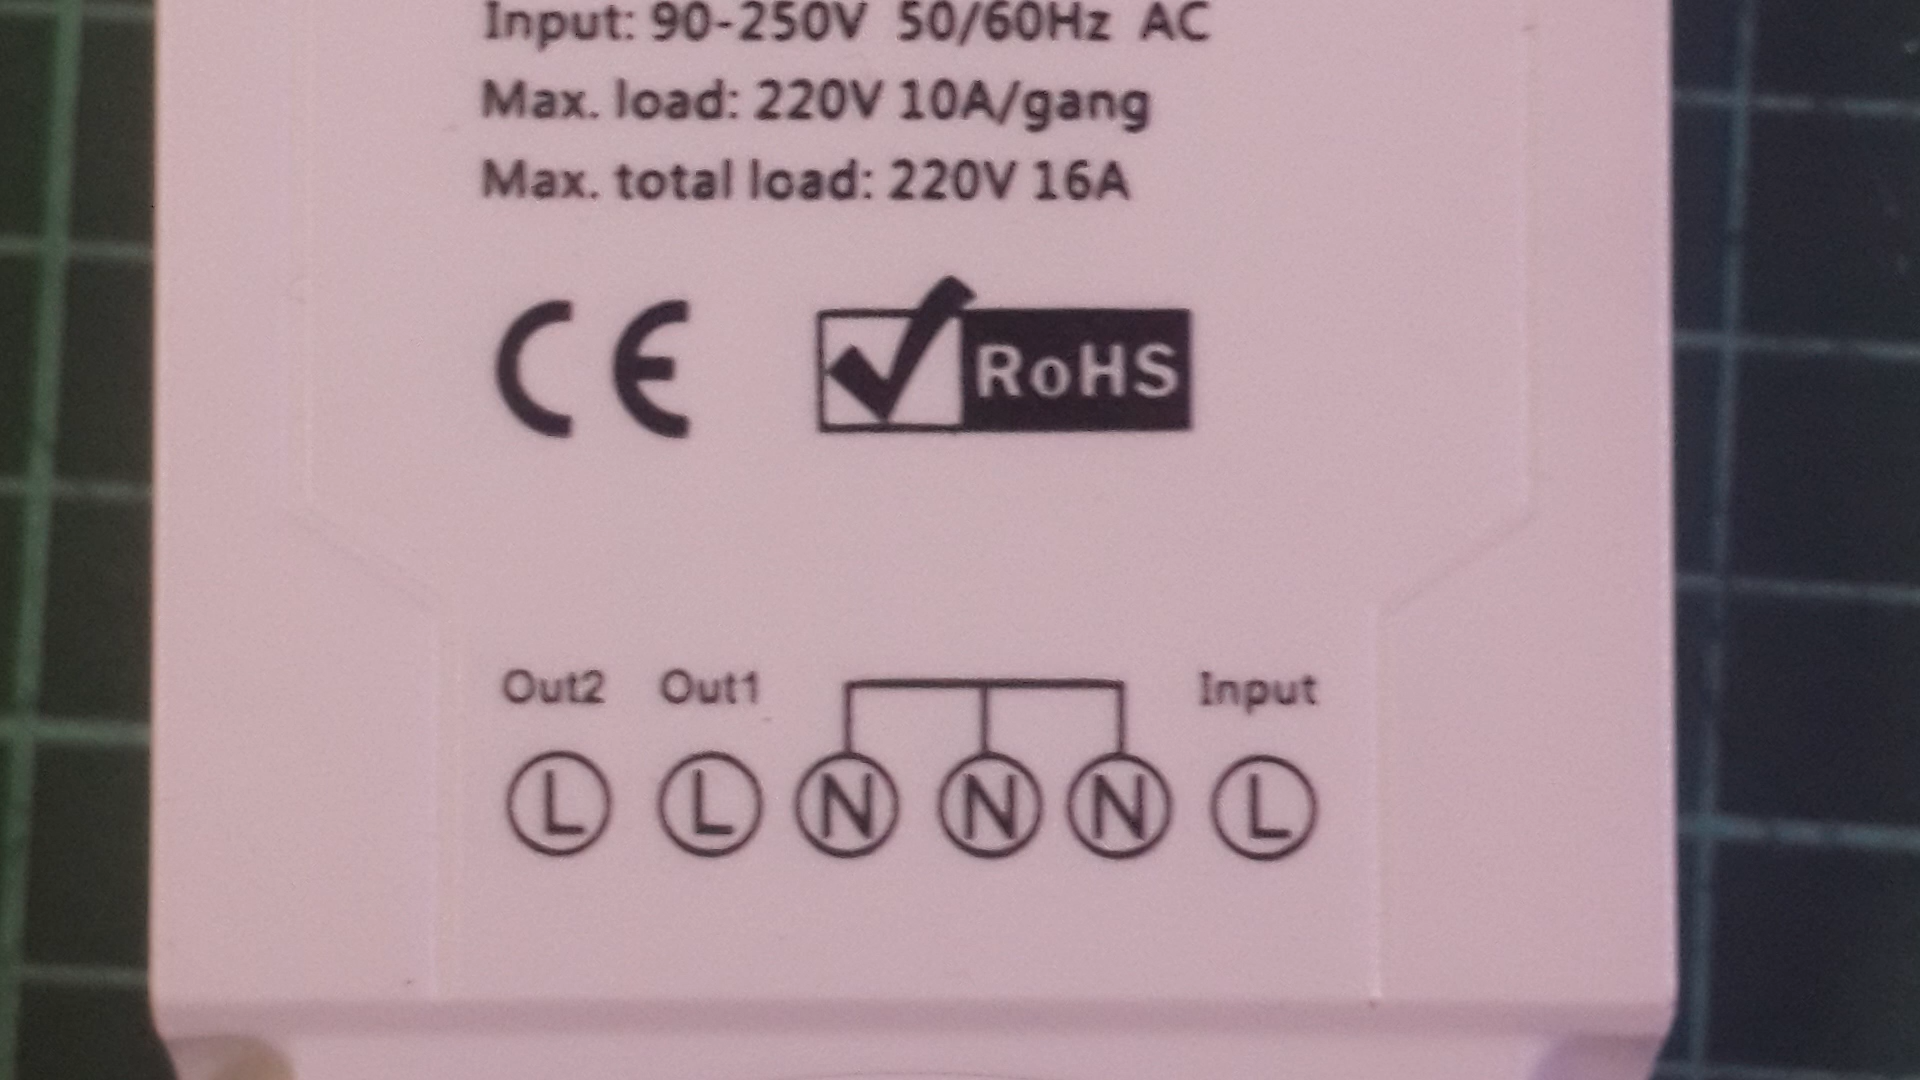 Input: 90-250V 50/60Hz AC
Max. load: 220V 10A/gang
Max. total load: 220V 16A
CE RoHS
Out2 Out1 Input
L L N N N L